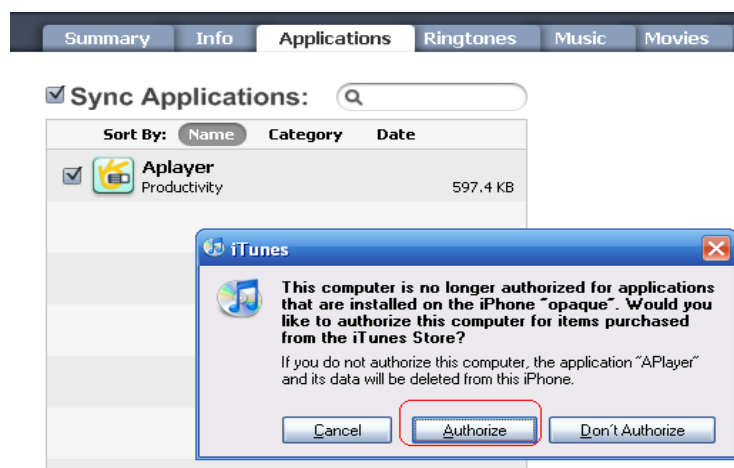 Summary Info Applications Ringtones Music Movies
Sync Applications:
Sort By: Name Category Date
Aplayer
Productivity 597.4 KB
iTunes
This computer is no longer authorized for applications
that are installed on the iPhone "opaque". Would you
like to authorize this computer for items purchased
from the iTunes Store?
If you do not authorize this computer, the application "APlayer"
and its data will be deleted from this iPhone.
Cancel Authorize Don't Authorize